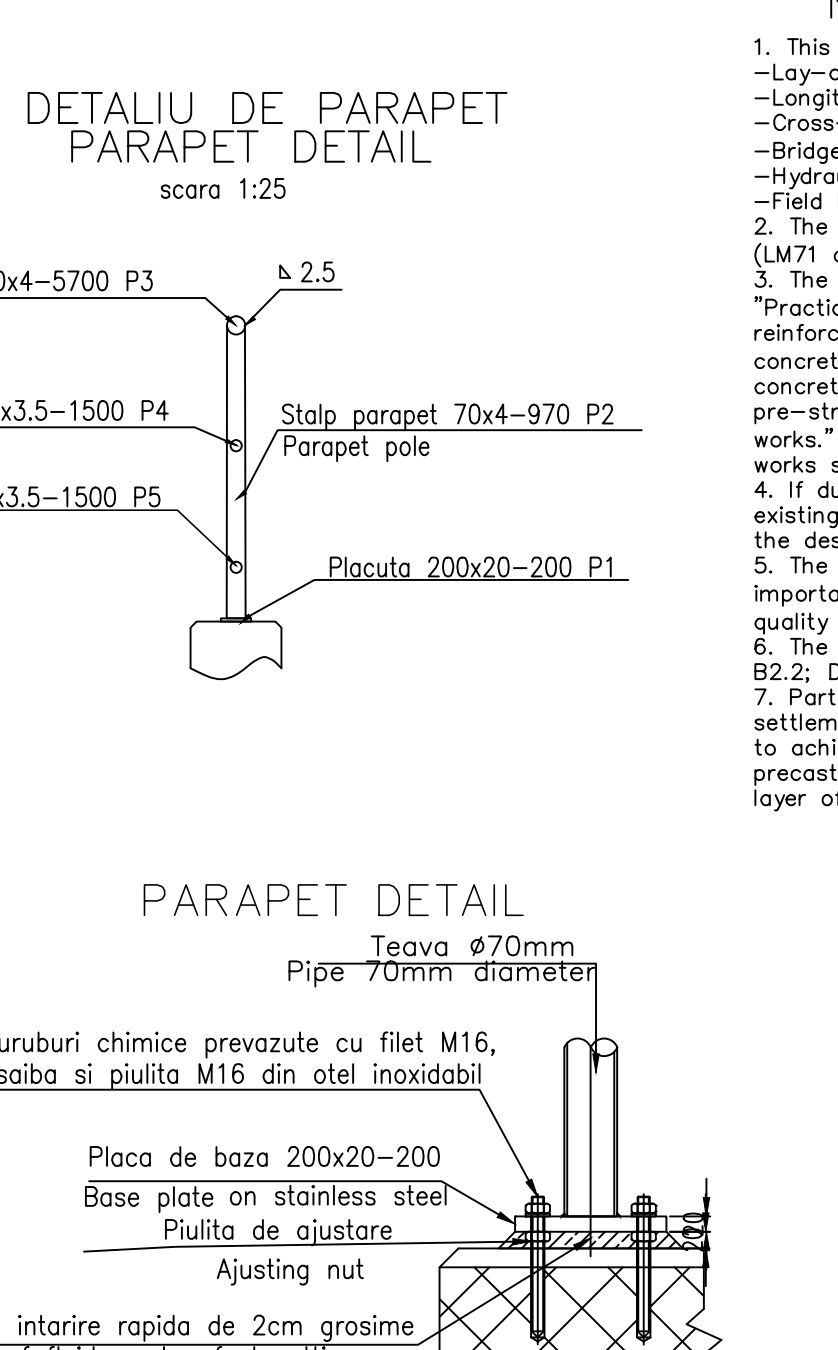 DETALIU DE PARAPET
PARAPET DETAIL
scara 1:25
0x4-5700 P3
2.5
x3.5-1500 P4
Stalp parapet 70x4-970 P2
Parapet pole
x3.5-1500 P5
Placuta 200x20-200 P1
PARAPET DETAIL
Teava Ø70mm
Pipe 70mm diameter
uruburi chimice prevazute cu filet M16,
saiba si piulita M16 din otel inoxidabil
Placa de baza 200x20-200
Base plate on stainless steel
Piulita de ajustare
Ajusting nut
20
20
intarire rapida de 2cm grosime
1. This
-Lay-
-Longit
-Cross-
-Bridge
-Hydrau
-Field
2. The
(LM71
3. The
"Practic
reinforc
concret
concret
pre-str
works."
works s
4. If du
existing
the des
5. The
importa
quality
6. The
B2.2; D
7. Part
settlem
to achi
precast
layer of